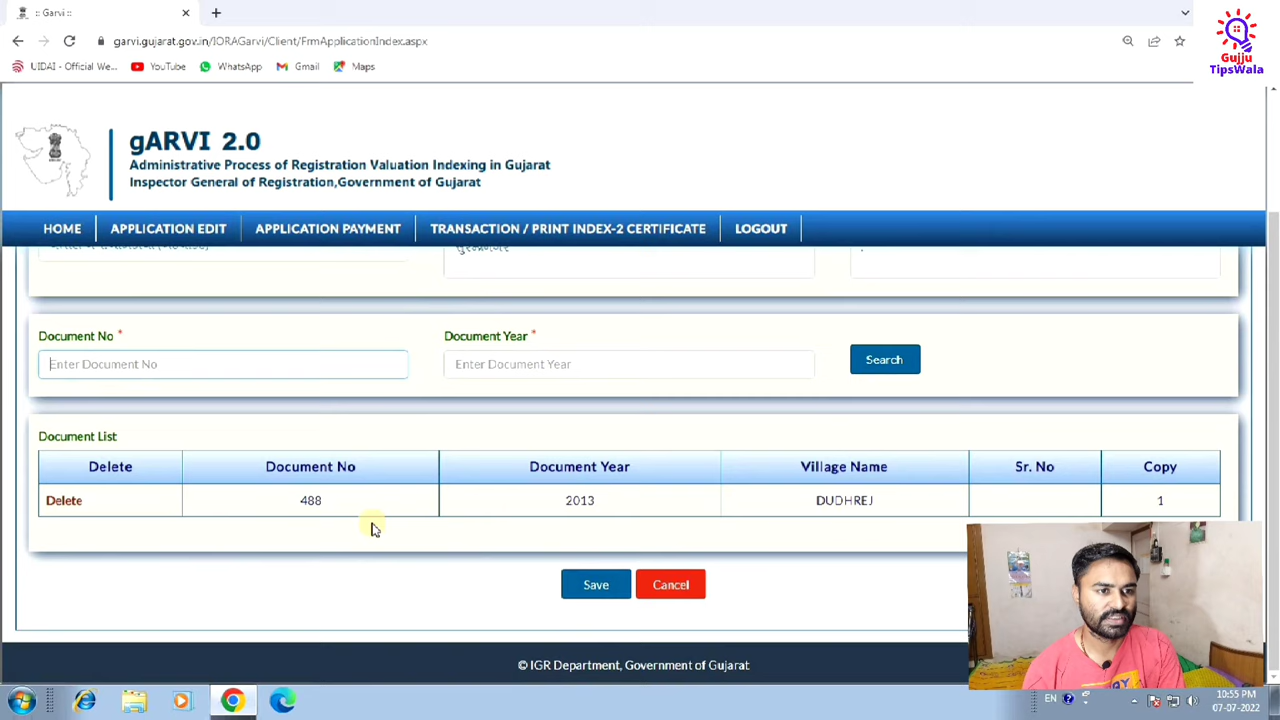 :: Garvi ::
garvi.gujarat.gov.in/IORAGarvi/Client/FrmApplicationIndex.aspx
UIDAI - Official We...
YouTube
WhatsApp
Gmail
Maps
Gujju
TipsWala
gARVI 2.0
Administrative Process of Registration Valuation Indexing in Gujarat
Inspector General of Registration,Government of Gujarat
HOME
APPLICATION EDIT
APPLICATION PAYMENT
TRANSACTION / PRINT INDEX-2 CERTIFICATE
LOGOUT
Document No *
Document Year *
Enter Document No
Enter Document Year
Search
Document List
Delete Document No Document Year Village Name Sr. No Copy
Delete 488 2013 DUDHREJ 1
Save
Cancel
© IGR Department, Government of Gujarat
EN
10:55 PM
07-07-2022